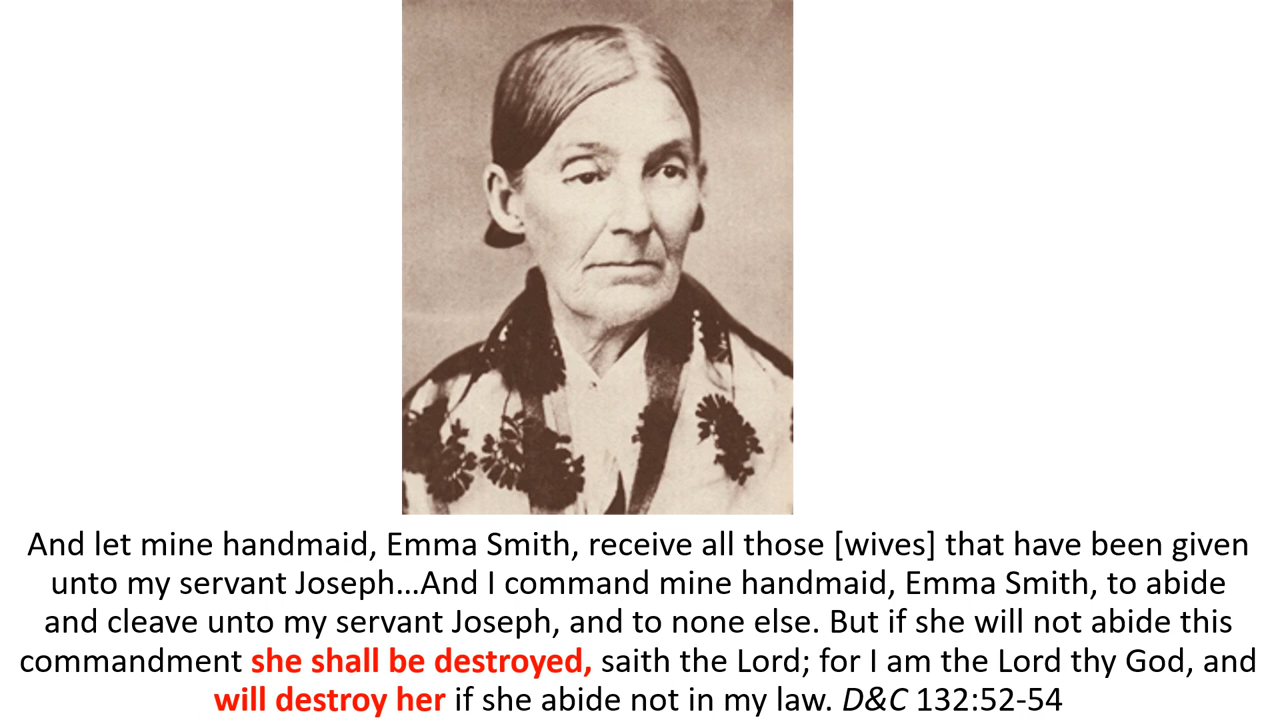 And let mine handmaid, Emma Smith, receive all those [wives] that have been given
unto my servant Joseph…And I command mine handmaid, Emma Smith, to abide
and cleave unto my servant Joseph, and to none else. But if she will not abide this
commandment she shall be destroyed, saith the Lord; for I am the Lord thy God, and
will destroy her if she abide not in my law. D&C 132:52-54